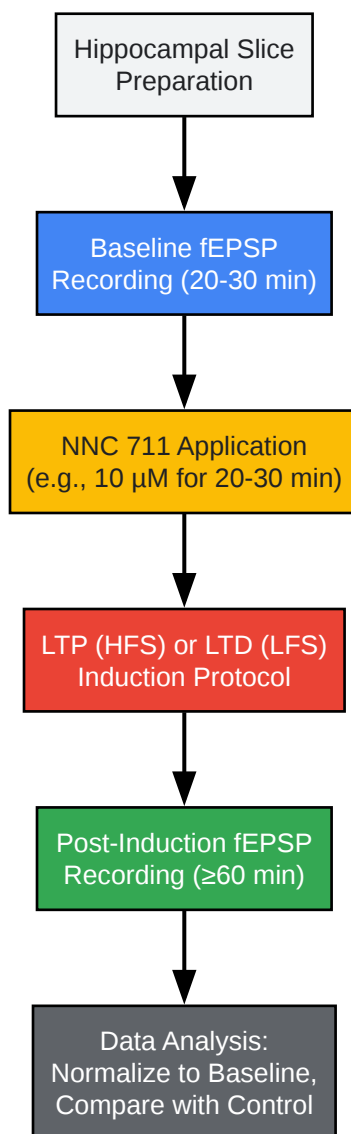 Hippocampal Slice
Preparation
Baseline fEPSP
Recording (20-30 min)
NNC 711 Application
(e.g., 10 µM for 20-30 min)
LTP (HFS) or LTD (LFS)
Induction Protocol
Post-Induction fEPSP
Recording (≥60 min)
Data Analysis:
Normalize to Baseline,
Compare with Control